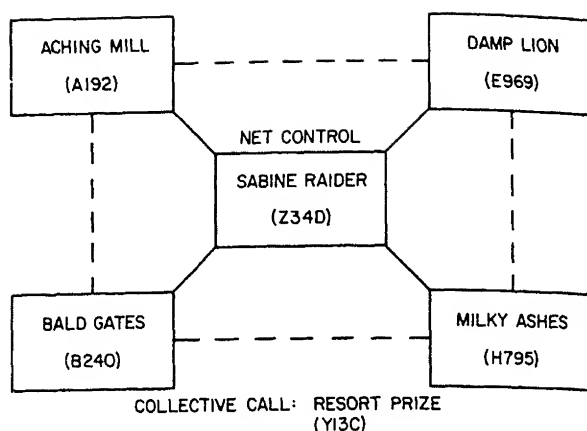 ACHING MILL
(A192)
DAMP LION
(E969)
NET CONTROL
SABINE RAIDER
(Z34D)
BALD GATES
(B240)
MILKY ASHES
(H795)
COLLECTIVE CALL: RESORT PRIZE
(Y13C)